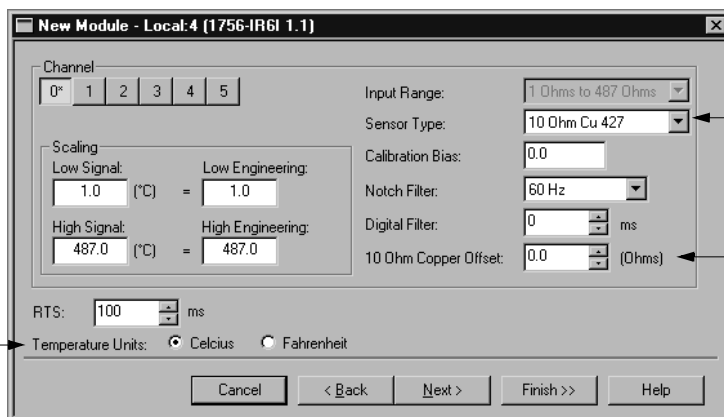 New Module - Local:4 (1756-IR6I 1.1)
Channel
0* 1 2 3 4 5
Input Range: 1 Ohms to 487 Ohms
Sensor Type: 10 Ohm Cu 427
Scaling
Low Signal: Low Engineering:
1.0 (°C) = 1.0
Calibration Bias: 0.0
Notch Filter: 60 Hz
High Signal: High Engineering:
487.0 (°C) = 487.0
Digital Filter: 0 ms
10 Ohm Copper Offset: 0.0 (Ohms)
RTS: 100 ms
Temperature Units: Celcius Fahrenheit
Cancel < Back Next > Finish >> Help